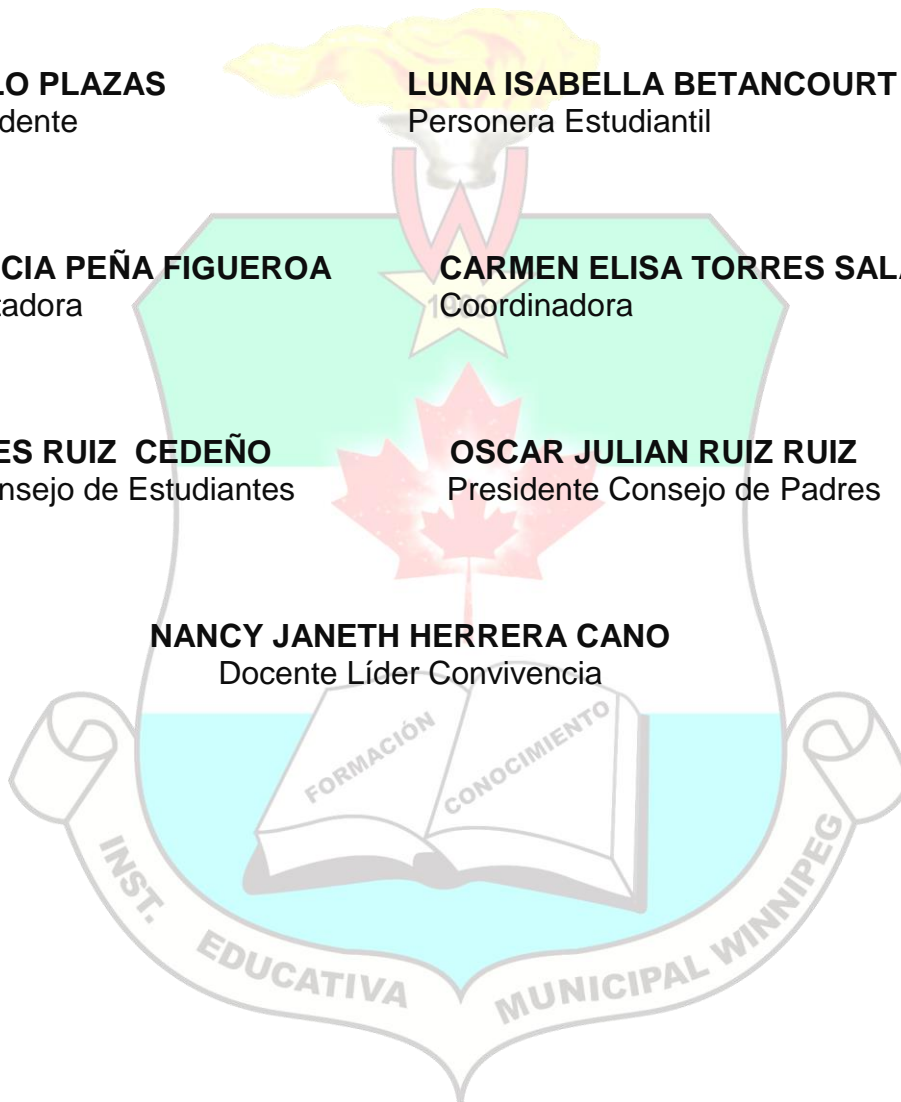 LO PLAZAS LUNA ISABELLA BETANCOURT
dente Personera Estudiantil
CIA PEÑA FIGUEROA CARMEN ELISA TORRES SALA
tadora Coordinadora
ES RUIZ  CEDEÑO OSCAR JULIAN RUIZ RUIZ
nsejo de Estudiantes Presidente Consejo de Padres
NANCY JANETH HERRERA CANO
Docente Líder Convivencia
FORMACIÓN CONOCIMIENTO
INST. EDUCATIVA MUNICIPAL WINNIPEG